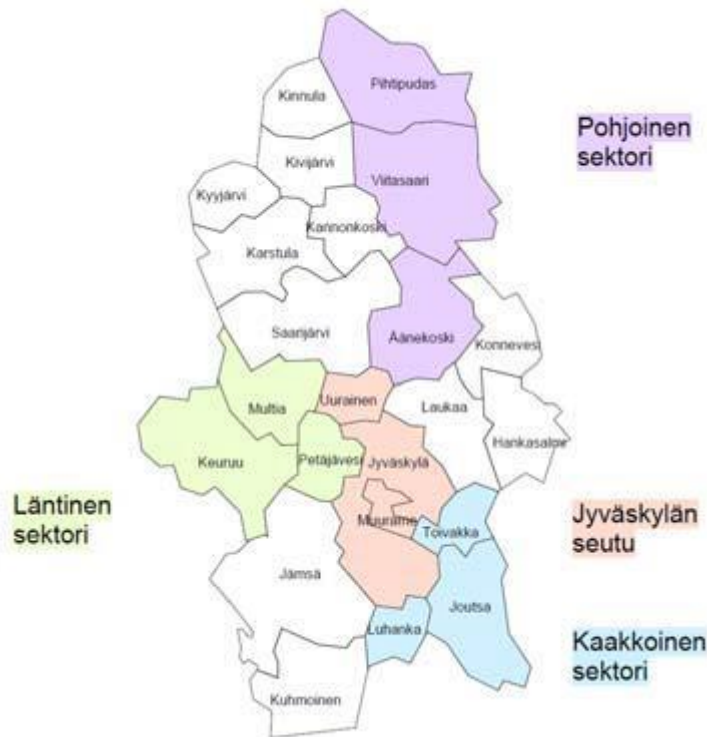 Pihtipudas
Kinnula
Pohjoinen
sektori
Kivijärvi
Viitasaari
Kyyjärvi
Kannonkoski
Karstula
Saarijärvi
Äänekoski
Konnevesi
Uurainen
Laukaa
Multia
Hankasalmi
Keuruu
Petäjävesi
Jyväskylä
Läntinen
sektori
Jyväskylän
seutu
Muurame
Toivakka
Jämsä
Joutsa
Luhanka
Kaakkoinen
sektori
Kuhmoinen